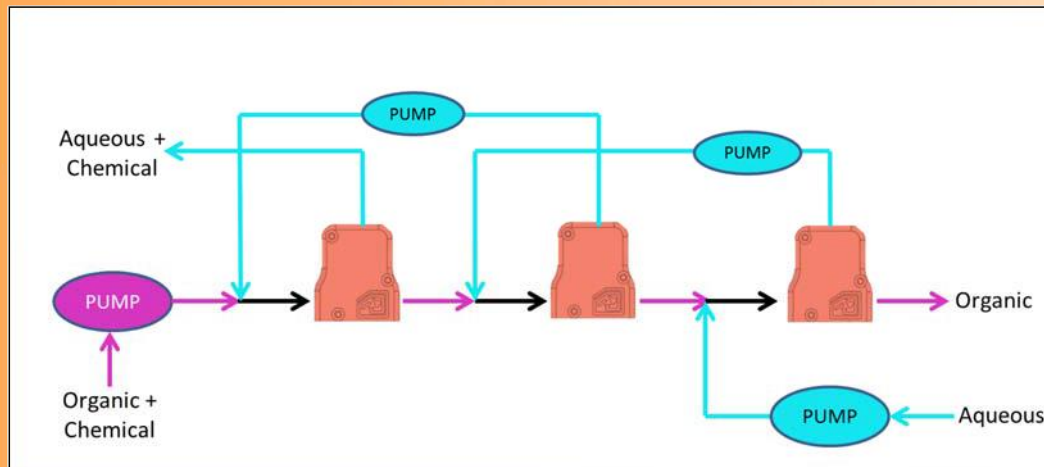 PUMP
Aqueous +
Chemical
PUMP
PUMP
Organic
Organic +
Chemical
PUMP
Aqueous